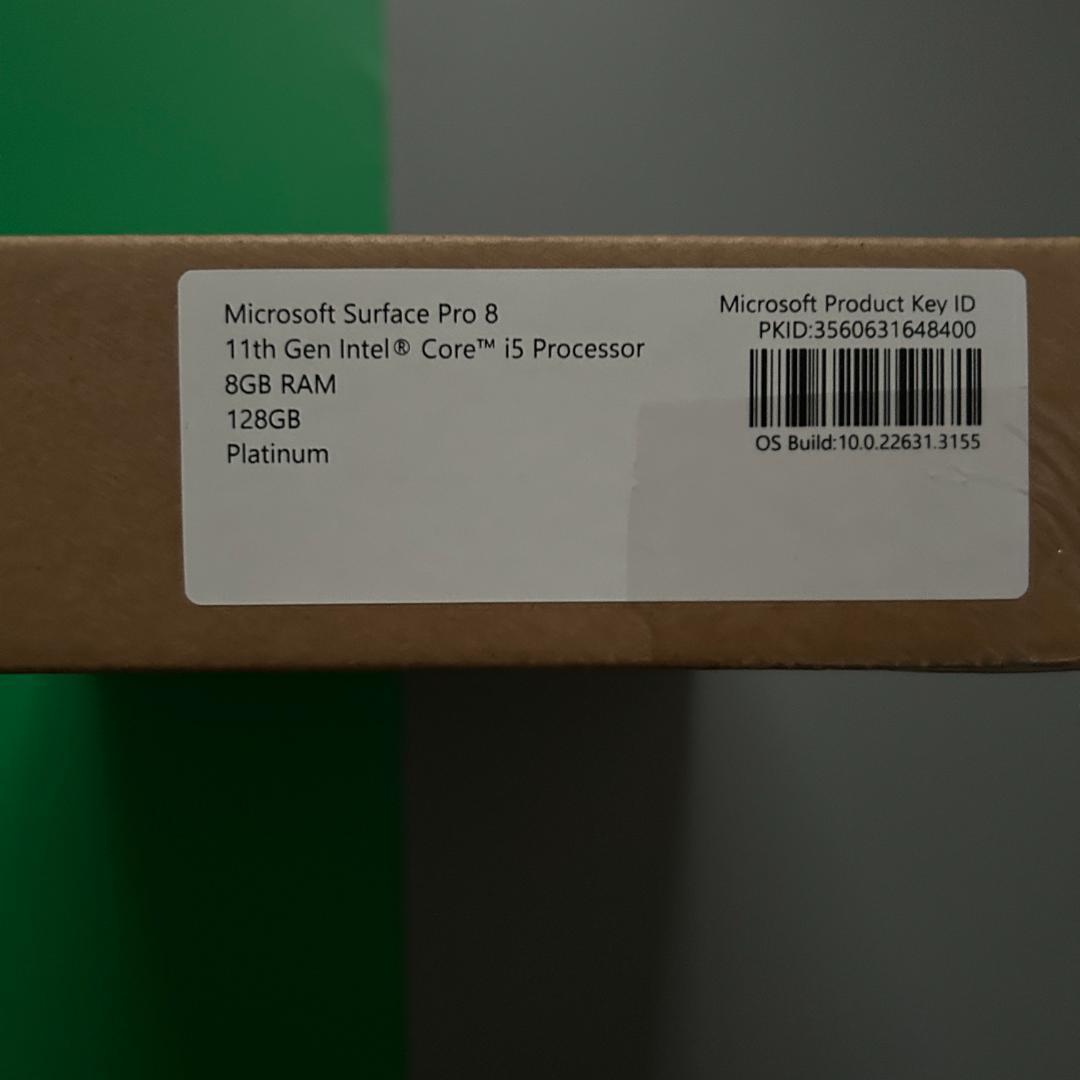 Microsoft Surface Pro 8
11th Gen Intel® Core™ i5 Processor
8GB RAM
128GB
Platinum
Microsoft Product Key ID
PKID:3560631648400
OS Build:10.0.22631.3155